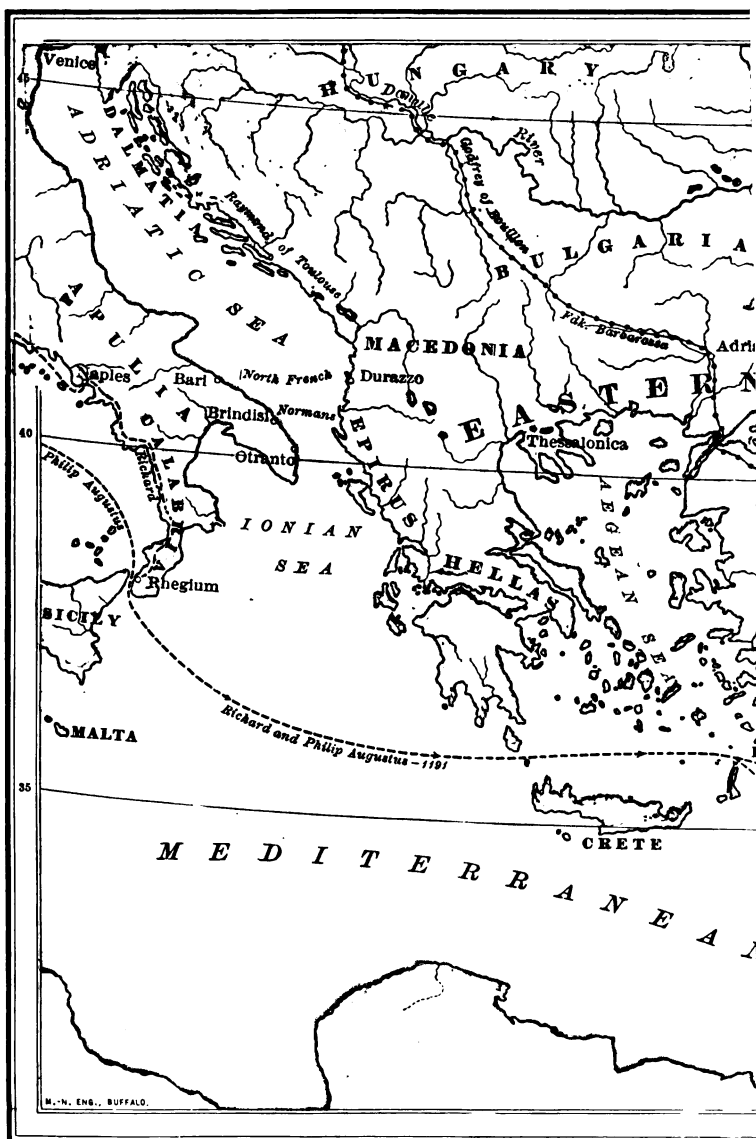 Venice
45
HUNGARY
Danube
River
DALMATIA
ADRIATIC SEA
Raymond of Toulouse
Godfrey of Bouillon
BULGARIA
Fdk. Barbarossa
APULIA
MACEDONIA
Naples
Bari
North French
Durazzo
EASTERN
Brindisi
Normans
40
Otranto
Thessalonica
Philip Augustus
Richard
CALABRIA
EPIRUS
IONIAN
SEA
AEGEAN SEA
HELLAS
Rhegium
SICILY
MALTA
Richard and Philip Augustus-1191
35
CRETE
MEDITERRANEAN
M.-N. ENG., BUFFALO.